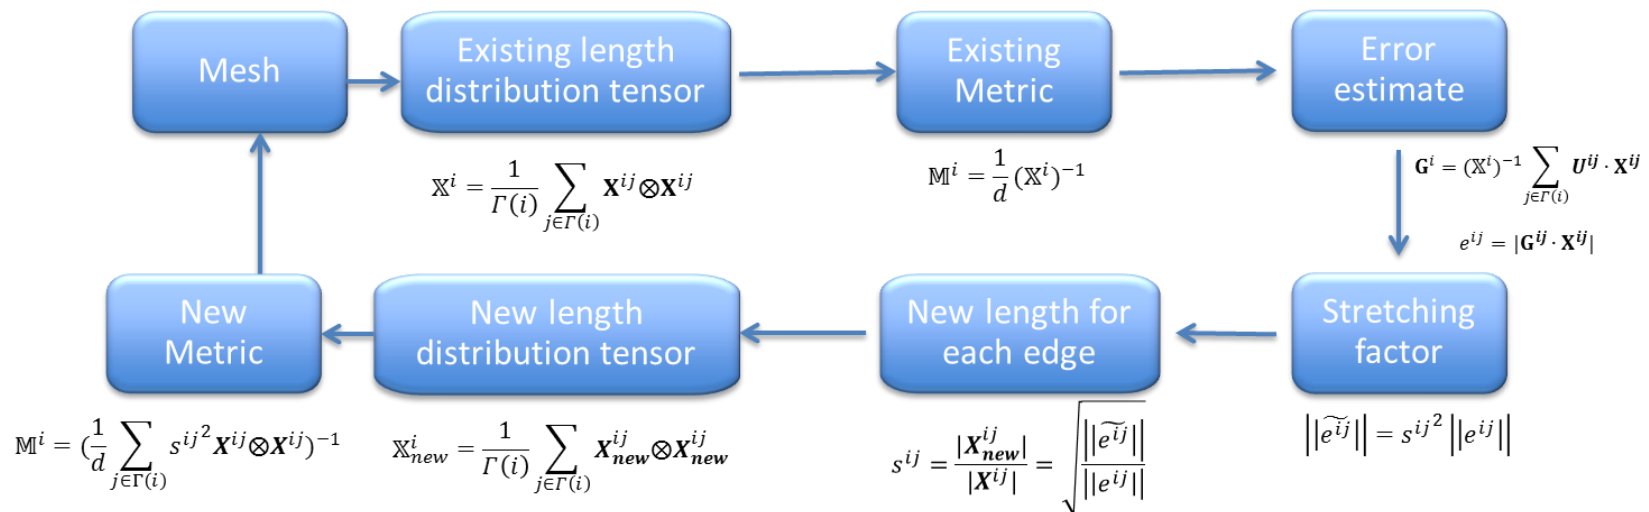 Mesh
Existing length
distribution tensor
Existing
Metric
Error
estimate
𝕏^i = 1/Γ(i) ∑_{j∈Γ(i)} 𝐗^{ij}⊗𝐗^{ij}
𝕄^i = 1/d (𝕏^i)^{−1}
𝐆^i = (𝕏^i)^{−1} ∑_{j∈Γ(i)} 𝑼^{ij} · 𝐗^{ij}
e^{ij} = |𝐆^{ij} · 𝐗^{ij}|
New
Metric
New length
distribution tensor
New length for
each edge
Stretching
factor
𝕄^i = (1/d ∑_{j∈Γ(i)} s^{ij}^2 𝑿^{ij}⊗𝑿^{ij})^{−1}
𝕏^i_{new} = 1/Γ(i) ∑_{j∈Γ(i)} 𝑿^{ij}_{new}⊗𝑿^{ij}_{new}
s^{ij} = |𝑿^{ij}_{new}|/|𝑿^{ij}| = √(||ẽ^{ij}||/||e^{ij}||)
||ẽ^{ij}|| = s^{ij}^2 ||e^{ij}||